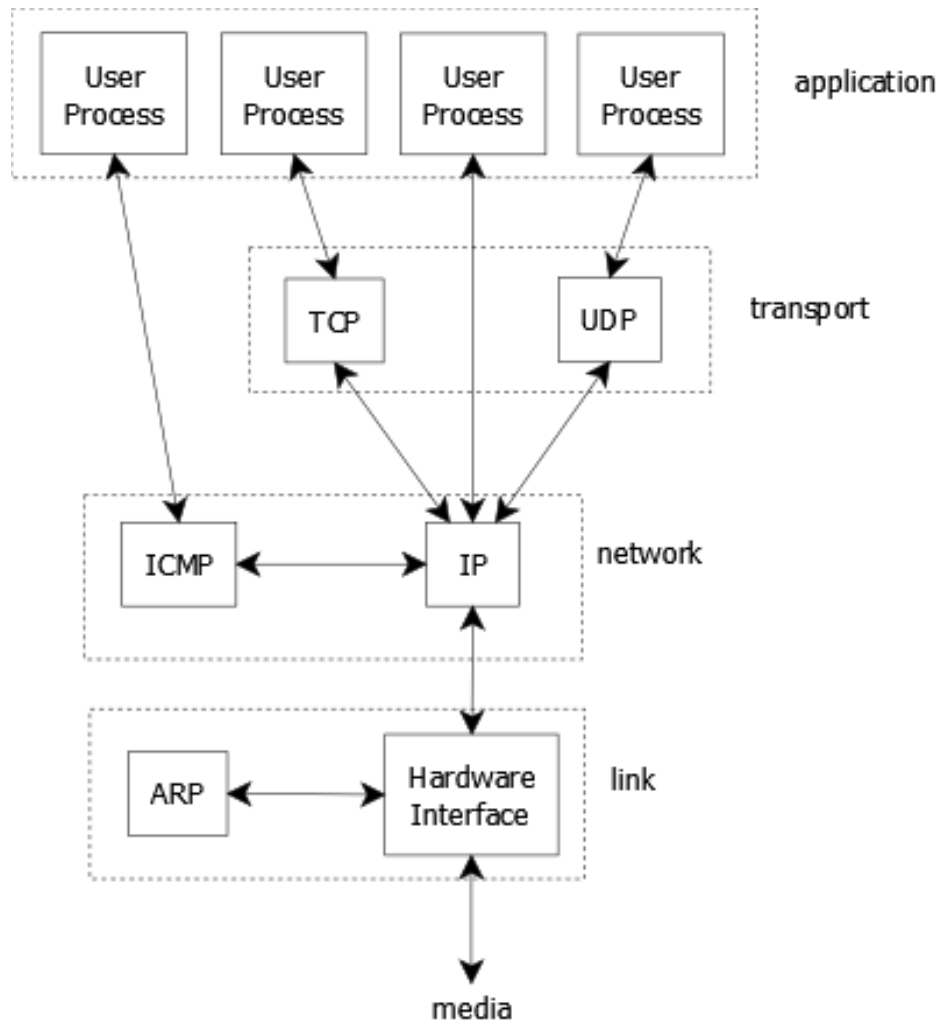 User
Process
User
Process
User
Process
User
Process
application
TCP
UDP
transport
ICMP
IP
network
ARP
Hardware
Interface
link
media